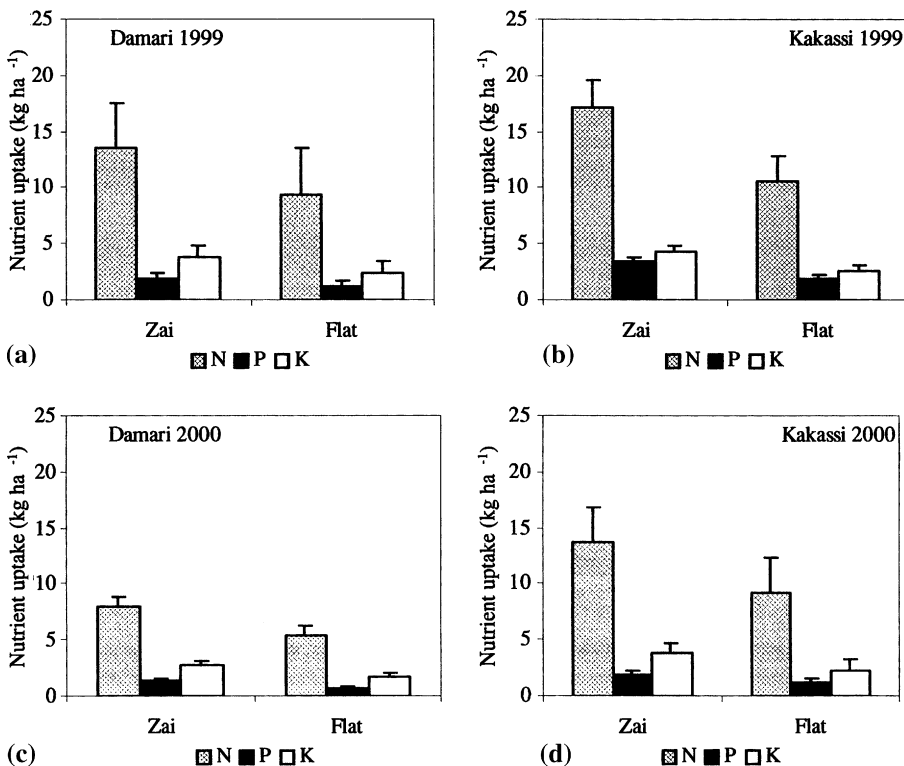 Damari 1999
Nutrient uptake (kg ha -1)
25
20
15
10
5
0
Zai Flat
(a)
N P K
Kakassi 1999
Nutrient uptake (kg ha -1)
25
20
15
10
5
0
Zai Flat
(b)
N P K
Damari 2000
Nutrient uptake (kg ha -1)
25
20
15
10
5
0
Zai Flat
(c)
N P K
Kakassi 2000
Nutrient uptake (kg ha -1)
25
20
15
10
5
0
Zai Flat
(d)
N P K